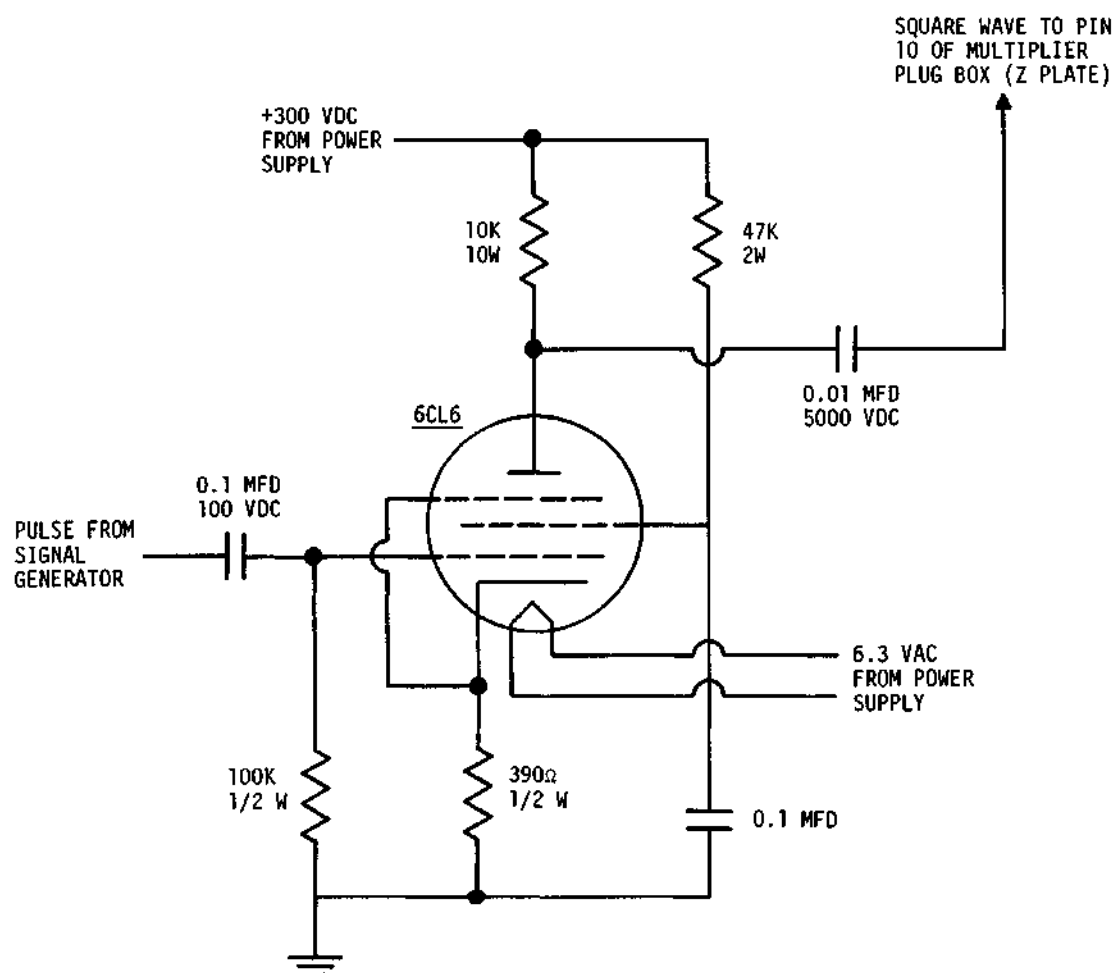 SQUARE WAVE TO PIN
10 OF MULTIPLIER
PLUG BOX (Z PLATE)
+300 VDC
FROM POWER
SUPPLY
10K
10W
47K
2W
0.01 MFD
5000 VDC
6CL6
0.1 MFD
100 VDC
PULSE FROM
SIGNAL
GENERATOR
6.3 VAC
FROM POWER
SUPPLY
100K
1/2 W
390Ω
1/2 W
0.1 MFD